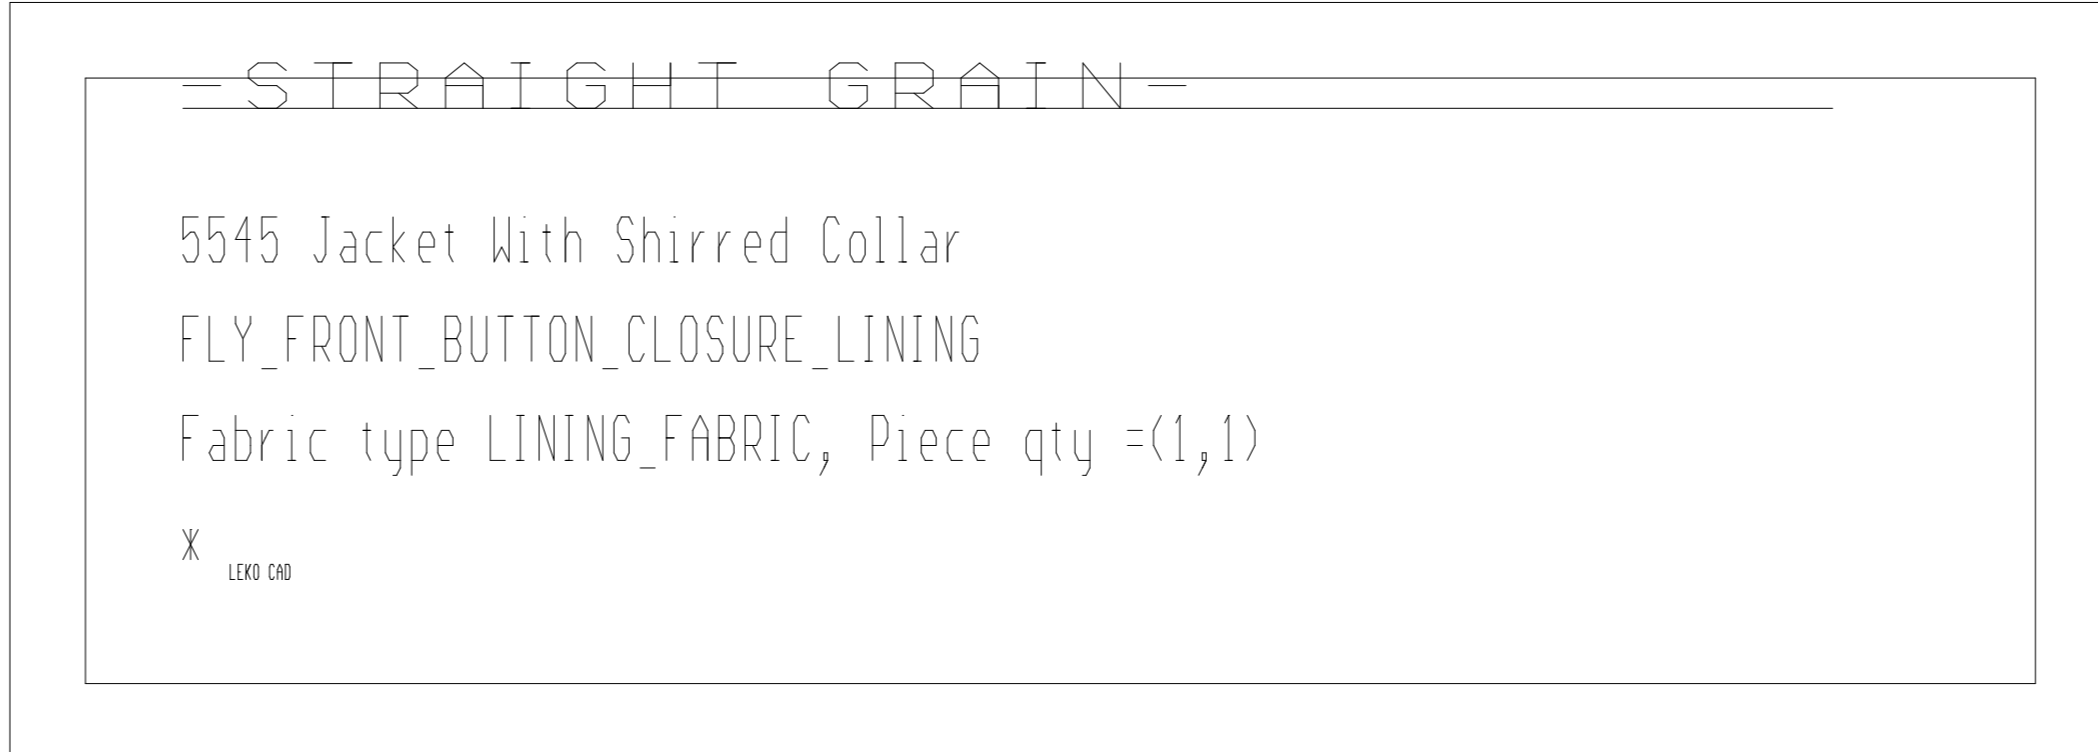 -STRAIGHT GRAIN-
5545 Jacket With Shirred Collar
FLY_FRONT_BUTTON_CLOSURE_LINING
Fabric type LINING_FABRIC, Piece qty =(1,1)
*
LEKO CAD